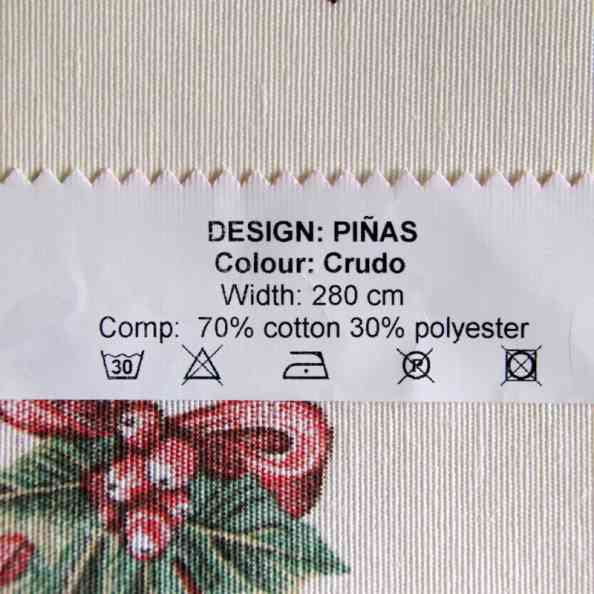 DESIGN: PIÑAS
Colour: Crudo
Width: 280 cm
Comp: 70% cotton 30% polyester
30 P